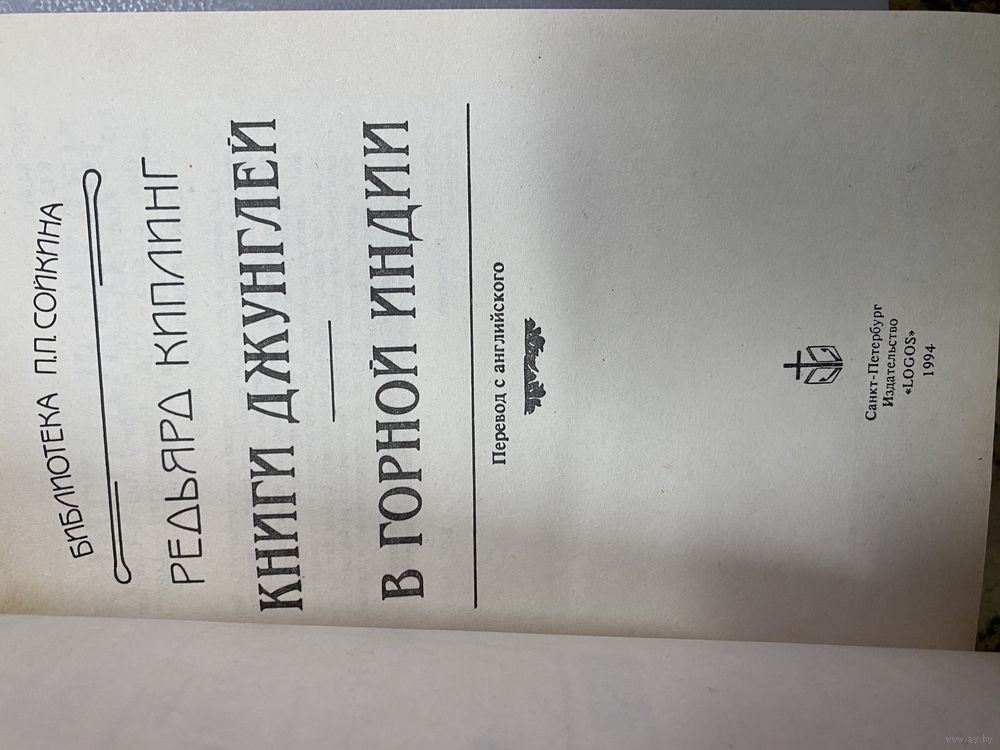 БИБЛИОТЕКА П.П.СОЙКИНА
РЕДЬЯРД КИПЛИНГ
КНИГИ ДЖУНГЛЕЙ
В ГОРНОЙ ИНДИИ
Перевод с английского
Санкт-Петербург
Издательство
«LOGOS»
1994
www.ay.by